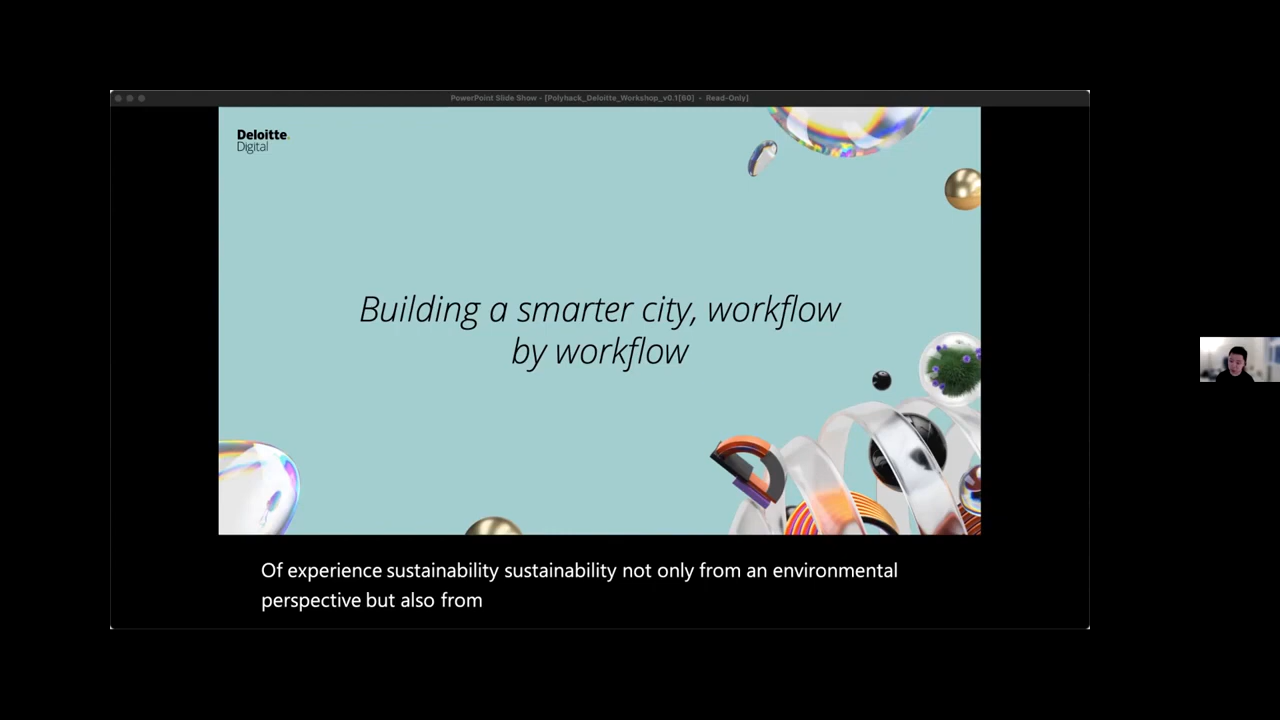 PowerPoint Slide Show - [Polyhack_Deloitte_Workshop_v0.1[60] - Read-Only]
Deloitte.
Digital
Building a smarter city, workflow
by workflow
Of experience sustainability sustainability not only from an environmental
perspective but also from